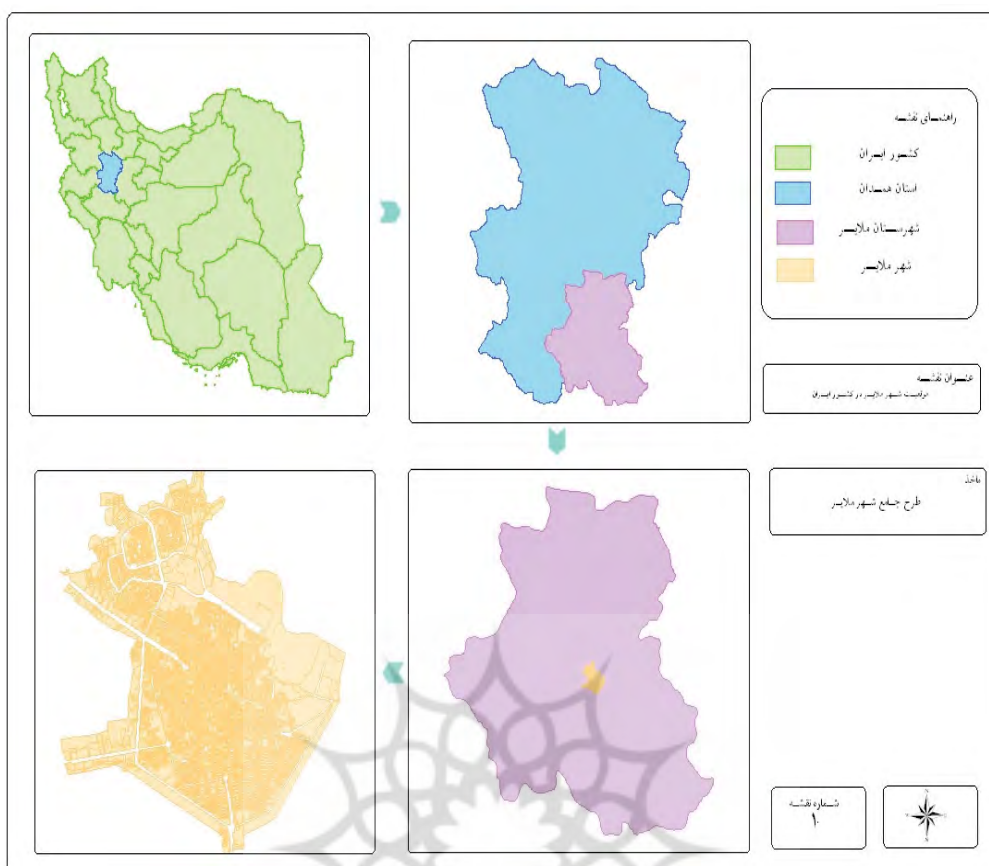 راهنمای نقشه
کشور ایران
استان همدان
شهرستان ملایر
شهر ملایر
عنوان نقشه
موقعیت شهر ملایر در کشور ایران
ماخذ
طرح جامع شهر ملایر
شماره نقشه